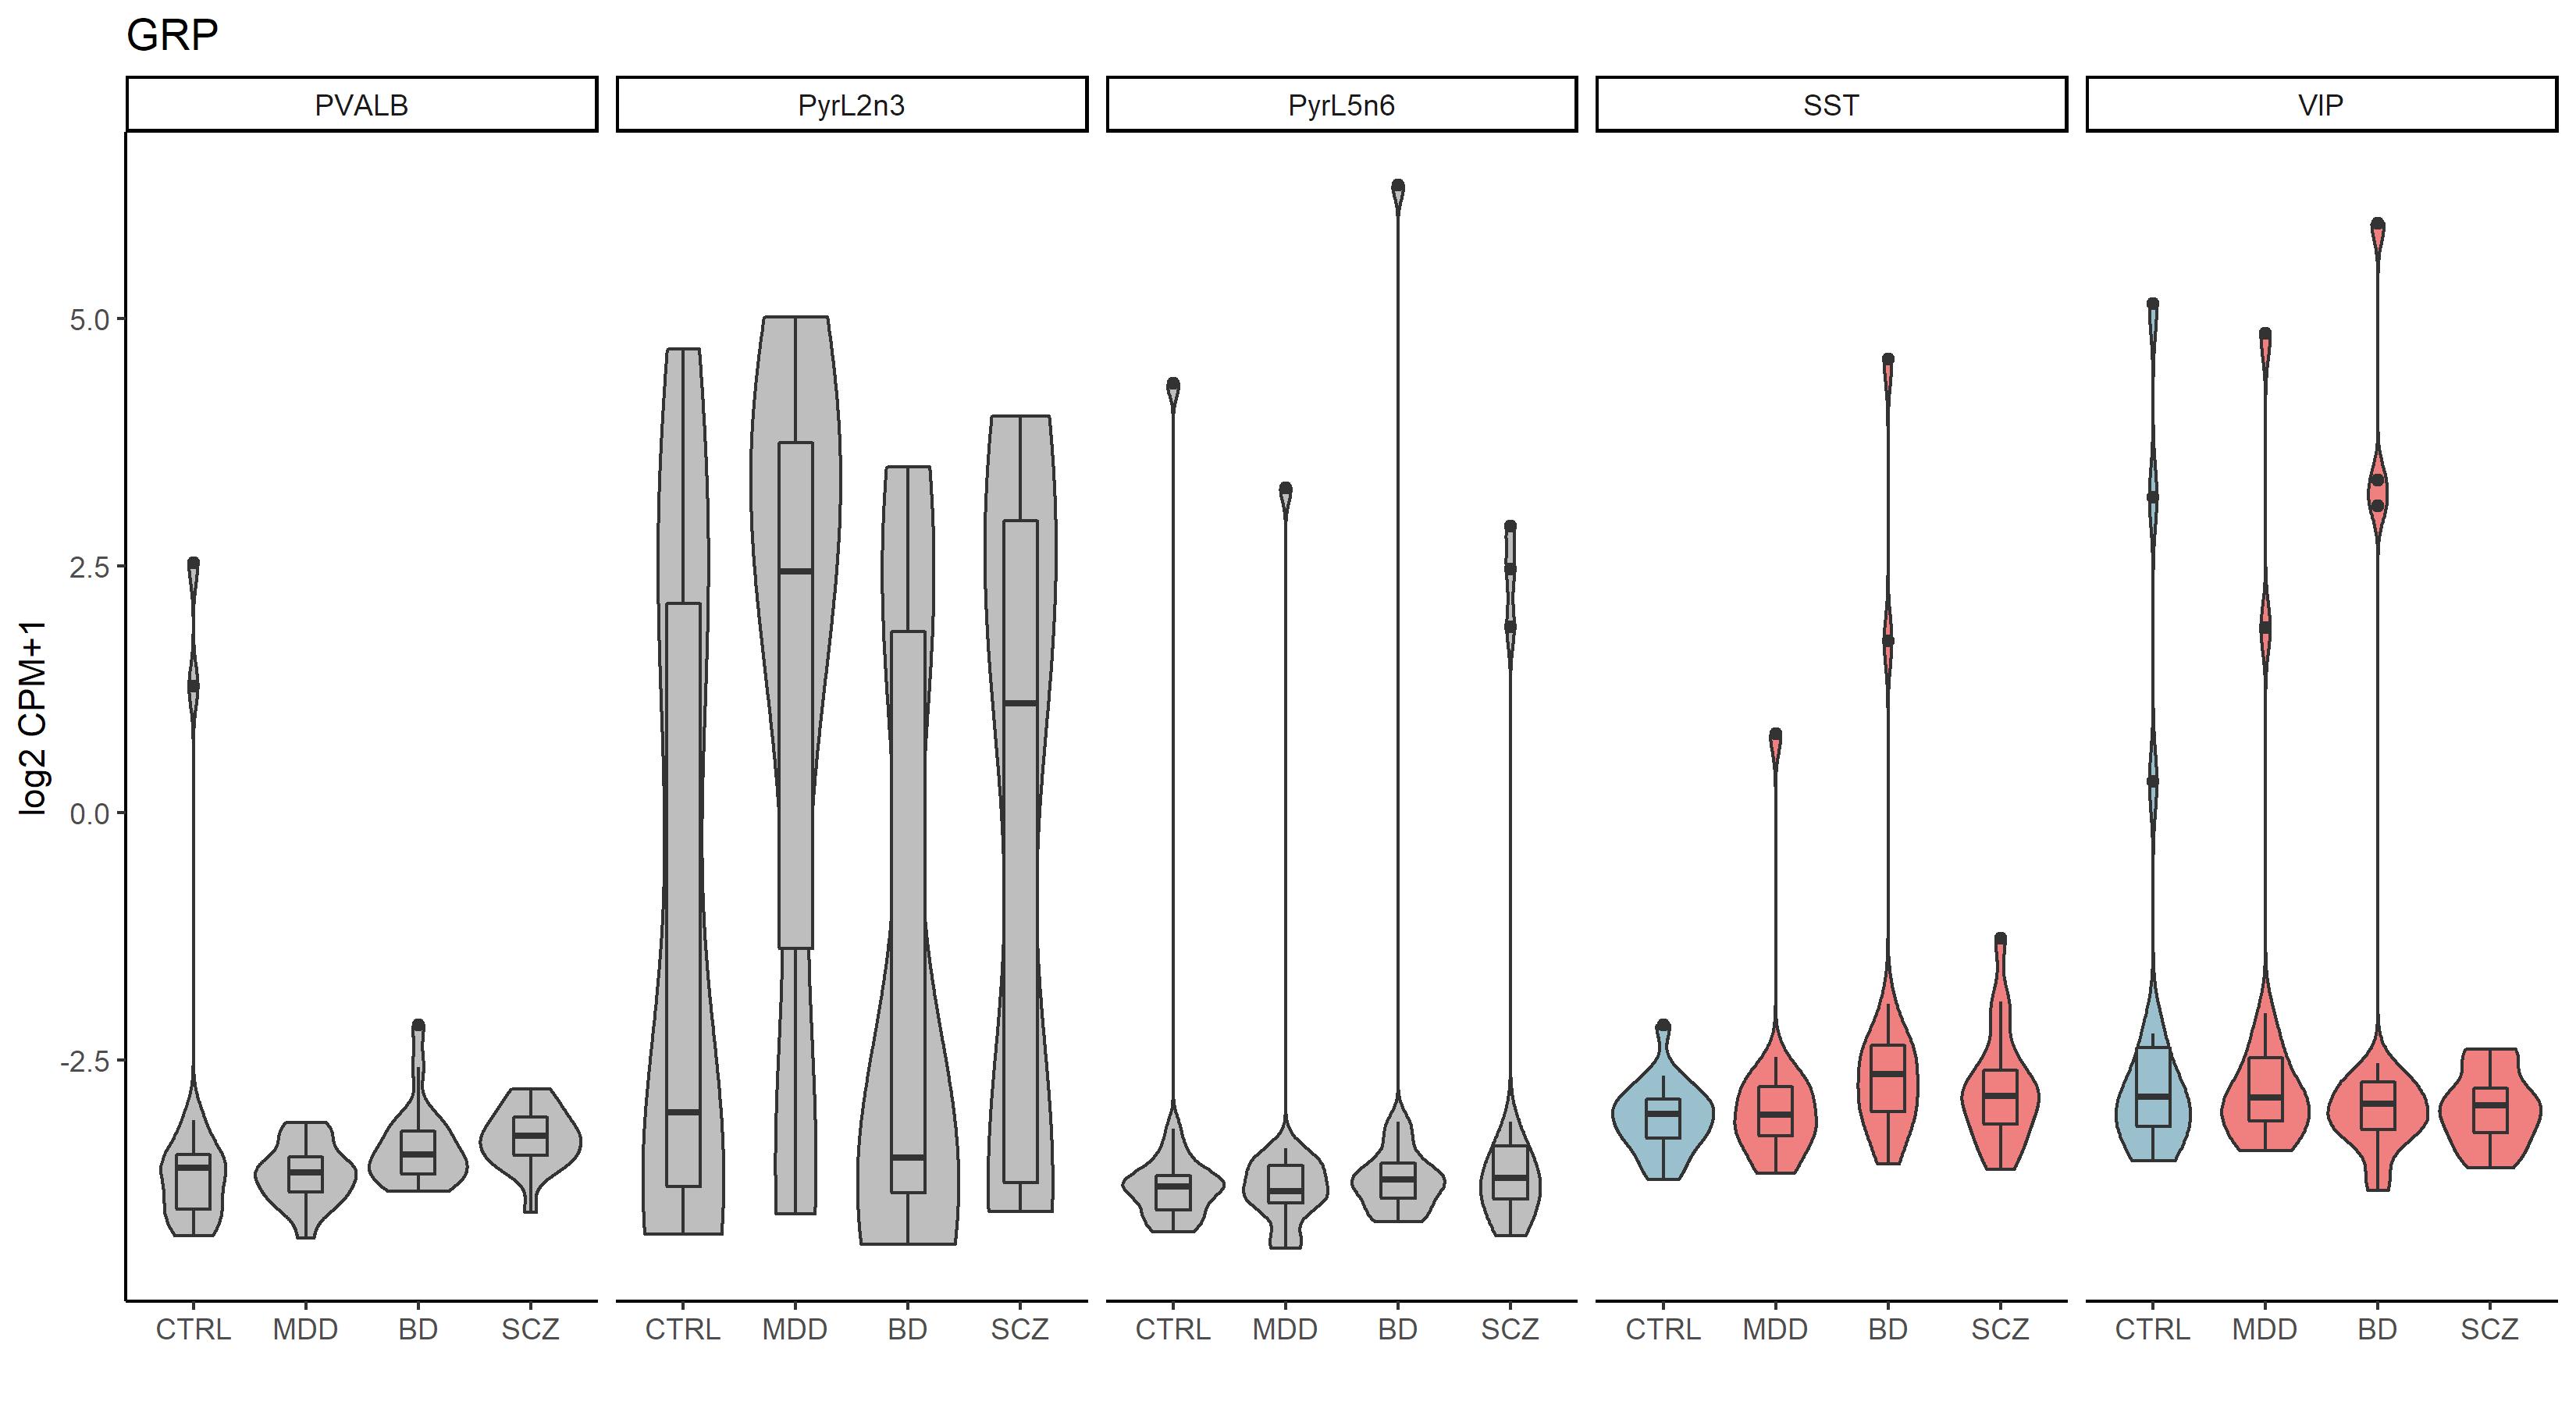 GRP
PVALB PyrL2n3 PyrL5n6 SST VIP
log2 CPM+1
5.0
2.5
0.0
-2.5
CTRL MDD BD SCZ CTRL MDD BD SCZ CTRL MDD BD SCZ CTRL MDD BD SCZ CTRL MDD BD SCZ